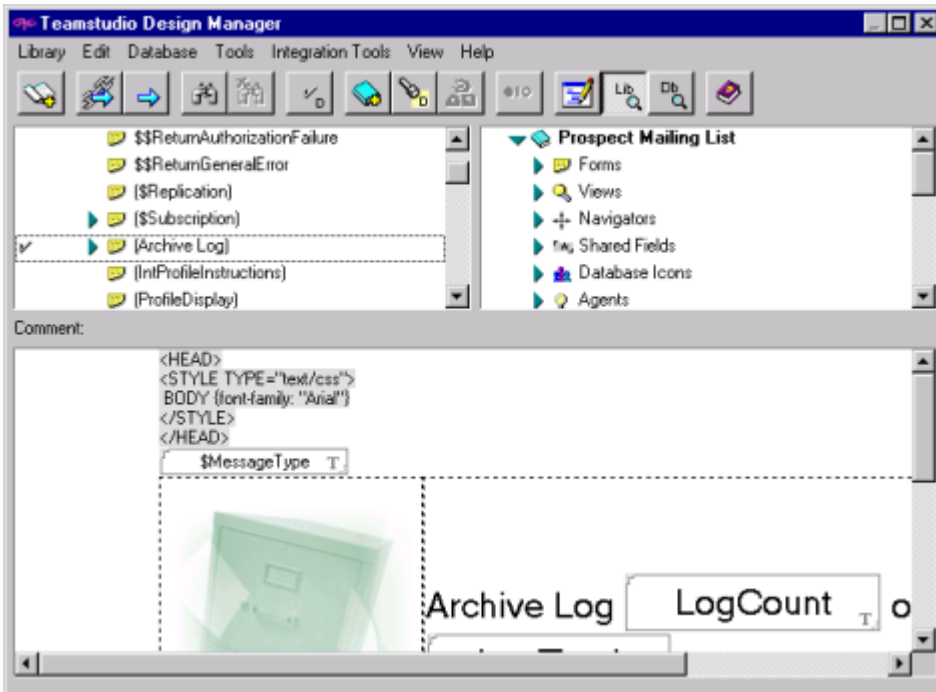 Teamstudio Design Manager
Library Edit Database Tools Integration Tools View Help
Lib Db
$$ReturnAuthorizationFailure
$$ReturnGeneralError
($Replication)
($Subscription)
(Archive Log)
(IntProfileInstructions)
(ProfileDisplay)
Prospect Mailing List
Forms
Views
Navigators
Shared Fields
Database Icons
Agents
Comment:
<HEAD>
<STYLE TYPE="text/css">
BODY {font-family: "Arial"}
</STYLE>
</HEAD>
$MessageType T
Archive Log LogCount T o